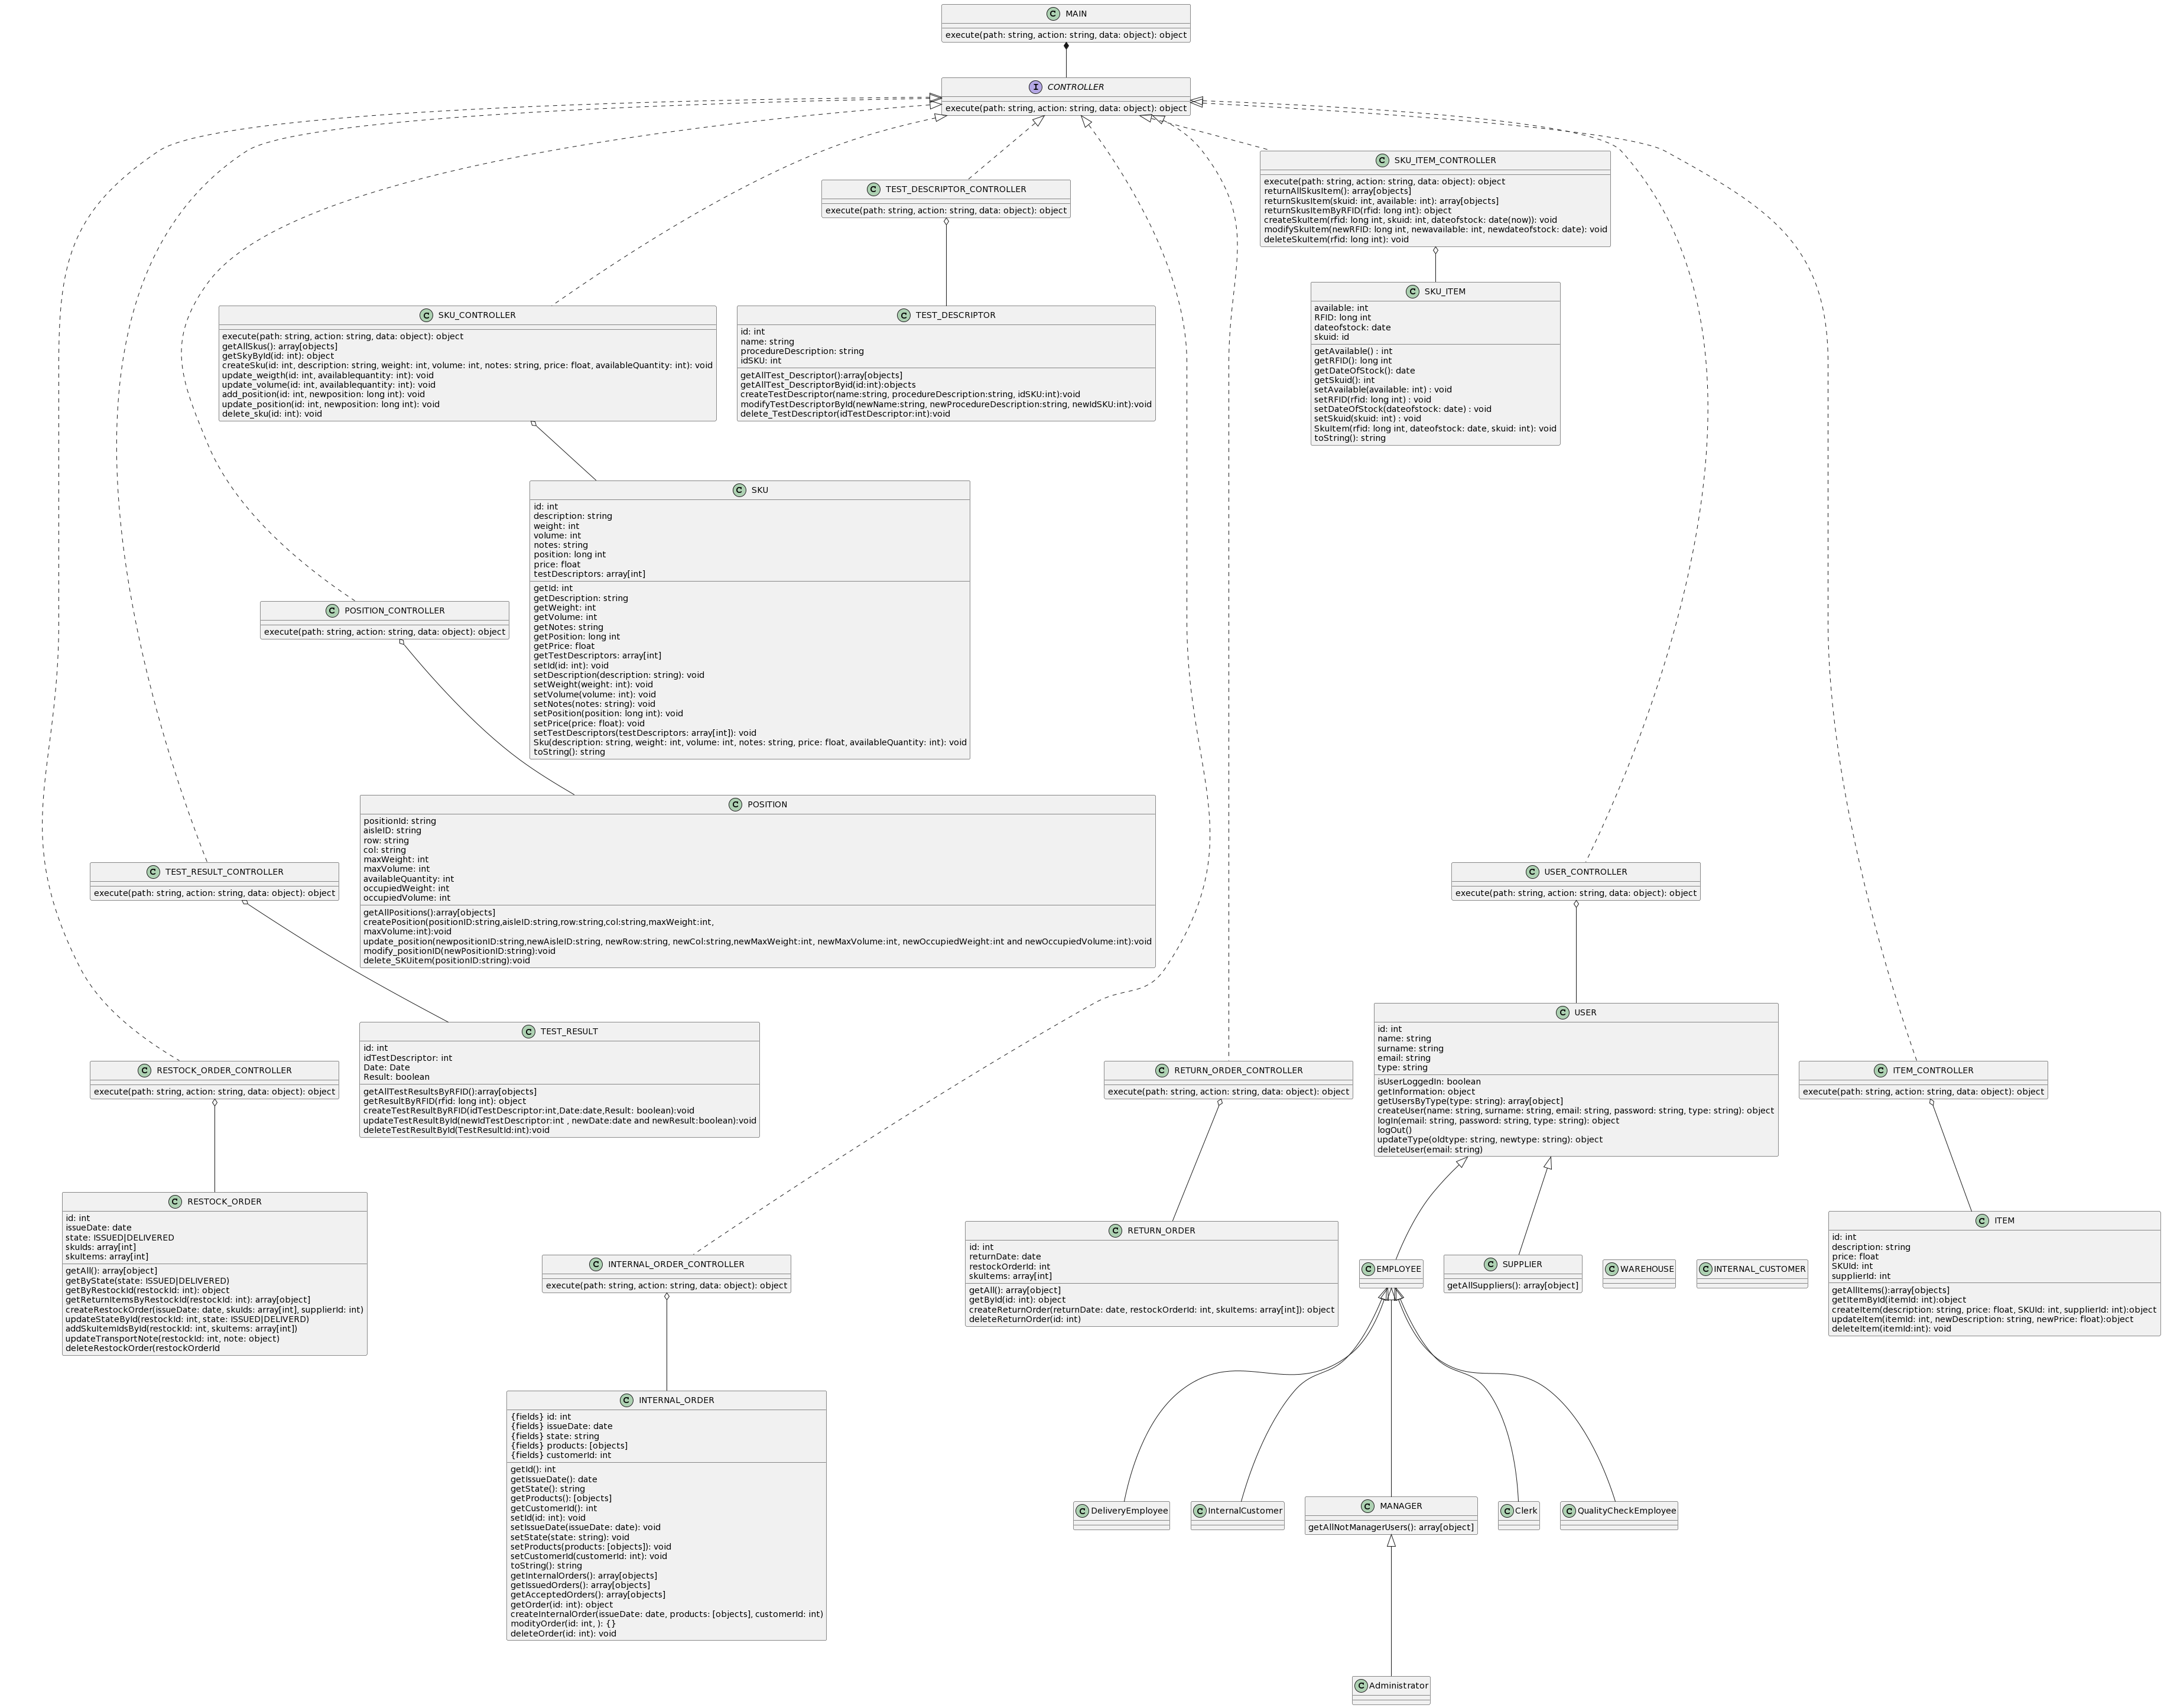 C MAIN
execute(path: string, action: string, data: object): object
I CONTROLLER
execute(path: string, action: string, data: object): object
C SKU_ITEM_CONTROLLER
execute(path: string, action: string, data: object): object
returnAllSkusItem(): array[objects]
returnSkusItem(skuid: int, available: int): array[objects]
returnSkusItemByRFID(rfid: long int): object
createSkuItem(rfid: long int, skuid: int, dateofstock: date(now)): void
modifySkuItem(newRFID: long int, newavailable: int, newdateofstock: date): void
deleteSkuItem(rfid: long int): void
C TEST_DESCRIPTOR_CONTROLLER
execute(path: string, action: string, data: object): object
C SKU_CONTROLLER
execute(path: string, action: string, data: object): object
getAllSkus(): array[objects]
getSkyById(id: int): object
createSku(id: int, description: string, weight: int, volume: int, notes: string, price: float, availableQuantity: int): void
update_weigth(id: int, availablequantity: int): void
update_volume(id: int, availablequantity: int): void
add_position(id: int, newposition: long int): void
update_position(id: int, newposition: long int): void
delete_sku(id: int): void
C TEST_DESCRIPTOR
id: int
name: string
procedureDescription: string
idSKU: int
getAllTest_Descriptor():array[objects]
getAllTest_DescriptorByid(id:int):objects
createTestDescriptor(name:string, procedureDescription:string, idSKU:int):void
modifyTestDescriptorById(newName:string, newProcedureDescription:string, newIdSKU:int):void
delete_TestDescriptor(idTestDescriptor:int):void
C SKU_ITEM
available: int
RFID: long int
dateofstock: date
skuid: id
getAvailable() : int
getRFID(): long int
getDateOfStock(): date
getSkuid(): int
setAvailable(available: int) : void
setRFID(rfid: long int) : void
setDateOfStock(dateofstock: date) : void
setSkuid(skuid: int) : void
SkuItem(rfid: long int, dateofstock: date, skuid: int): void
toString(): string
C SKU
id: int
description: string
weight: int
volume: int
notes: string
position: long int
price: float
testDescriptors: array[int]
getId: int
getDescription: string
getWeight: int
getVolume: int
getNotes: string
getPosition: long int
getPrice: float
getTestDescriptors: array[int]
setId(id: int): void
setDescription(description: string): void
setWeight(weight: int): void
setVolume(volume: int): void
setNotes(notes: string): void
setPosition(position: long int): void
setPrice(price: float): void
setTestDescriptors(testDescriptors: array[int]): void
Sku(description: string, weight: int, volume: int, notes: string, price: float, availableQuantity: int): void
toString(): string
C POSITION_CONTROLLER
execute(path: string, action: string, data: object): object
C POSITION
positionId: string
aisleID: string
row: string
col: string
maxWeight: int
maxVolume: int
availableQuantity: int
occupiedWeight: int
occupiedVolume: int
getAllPositions():array[objects]
createPosition(positionID:string,aisleID:string,row:string,col:string,maxWeight:int,
maxVolume:int):void
update_position(newpositionID:string,newAisleID:string, newRow:string, newCol:string,newMaxWeight:int, newMaxVolume:int, newOccupiedWeight:int and newOccupiedVolume:int):void
modify_positionID(newPositionID:string):void
delete_SKUitem(positionID:string):void
C TEST_RESULT_CONTROLLER
execute(path: string, action: string, data: object): object
C USER_CONTROLLER
execute(path: string, action: string, data: object): object
C TEST_RESULT
id: int
idTestDescriptor: int
Date: Date
Result: boolean
getAllTestResultsByRFID():array[objects]
getResultByRFID(rfid: long int): object
createTestResultByRFID(idTestDescriptor:int,Date:date,Result: boolean):void
updateTestResultById(newIdTestDescriptor:int , newDate:date and newResult:boolean):void
deleteTestResultById(TestResultId:int):void
C USER
id: int
name: string
surname: string
email: string
type: string
isUserLoggedIn: boolean
getInformation: object
getUsersByType(type: string): array[object]
createUser(name: string, surname: string, email: string, password: string, type: string): object
logIn(email: string, password: string, type: string): object
logOut()
updateType(oldtype: string, newtype: string): object
deleteUser(email: string)
C RESTOCK_ORDER_CONTROLLER
execute(path: string, action: string, data: object): object
C RETURN_ORDER_CONTROLLER
execute(path: string, action: string, data: object): object
C ITEM_CONTROLLER
execute(path: string, action: string, data: object): object
C RESTOCK_ORDER
id: int
issueDate: date
state: ISSUED|DELIVERED
skuIds: array[int]
skuItems: array[int]
getAll(): array[object]
getByState(state: ISSUED|DELIVERED)
getByRestockId(restockId: int): object
getReturnItemsByRestockId(restockId: int): array[object]
createRestockOrder(issueDate: date, skuIds: array[int], supplierId: int)
updateStateById(restockId: int, state: ISSUED|DELIVERD)
addSkuItemIdsById(restockId: int, skuItems: array[int])
updateTransportNote(restockId: int, note: object)
deleteRestockOrder(restockOrderId
C INTERNAL_ORDER_CONTROLLER
execute(path: string, action: string, data: object): object
C RETURN_ORDER
id: int
returnDate: date
restockOrderId: int
skuItems: array[int]
getAll(): array[object]
getById(id: int): object
createReturnOrder(returnDate: date, restockOrderId: int, skuItems: array[int]): object
deleteReturnOrder(id: int)
C EMPLOYEE
C SUPPLIER
getAllSuppliers(): array[object]
C WAREHOUSE
C INTERNAL_CUSTOMER
C ITEM
id: int
description: string
price: float
SKUId: int
supplierId: int
getAllItems():array[objects]
getItemById(itemId: int):object
createItem(description: string, price: float, SKUId: int, supplierId: int):object
updateItem(itemId: int, newDescription: string, newPrice: float):object
deleteItem(itemId:int): void
C INTERNAL_ORDER
{fields} id: int
{fields} issueDate: date
{fields} state: string
{fields} products: [objects]
{fields} customerId: int
getId(): int
getIssueDate(): date
getState(): string
getProducts(): [objects]
getCustomerId(): int
setId(id: int): void
setIssueDate(issueDate: date): void
setState(state: string): void
setProducts(products: [objects]): void
setCustomerId(customerId: int): void
toString(): string
getInternalOrders(): array[objects]
getIssuedOrders(): array[objects]
getAcceptedOrders(): array[objects]
getOrder(id: int): object
createInternalOrder(issueDate: date, products: [objects], customerId: int)
modityOrder(id: int, ): {}
deleteOrder(id: int): void
C DeliveryEmployee
C InternalCustomer
C MANAGER
getAllNotManagerUsers(): array[object]
C Clerk
C QualityCheckEmployee
C Administrator